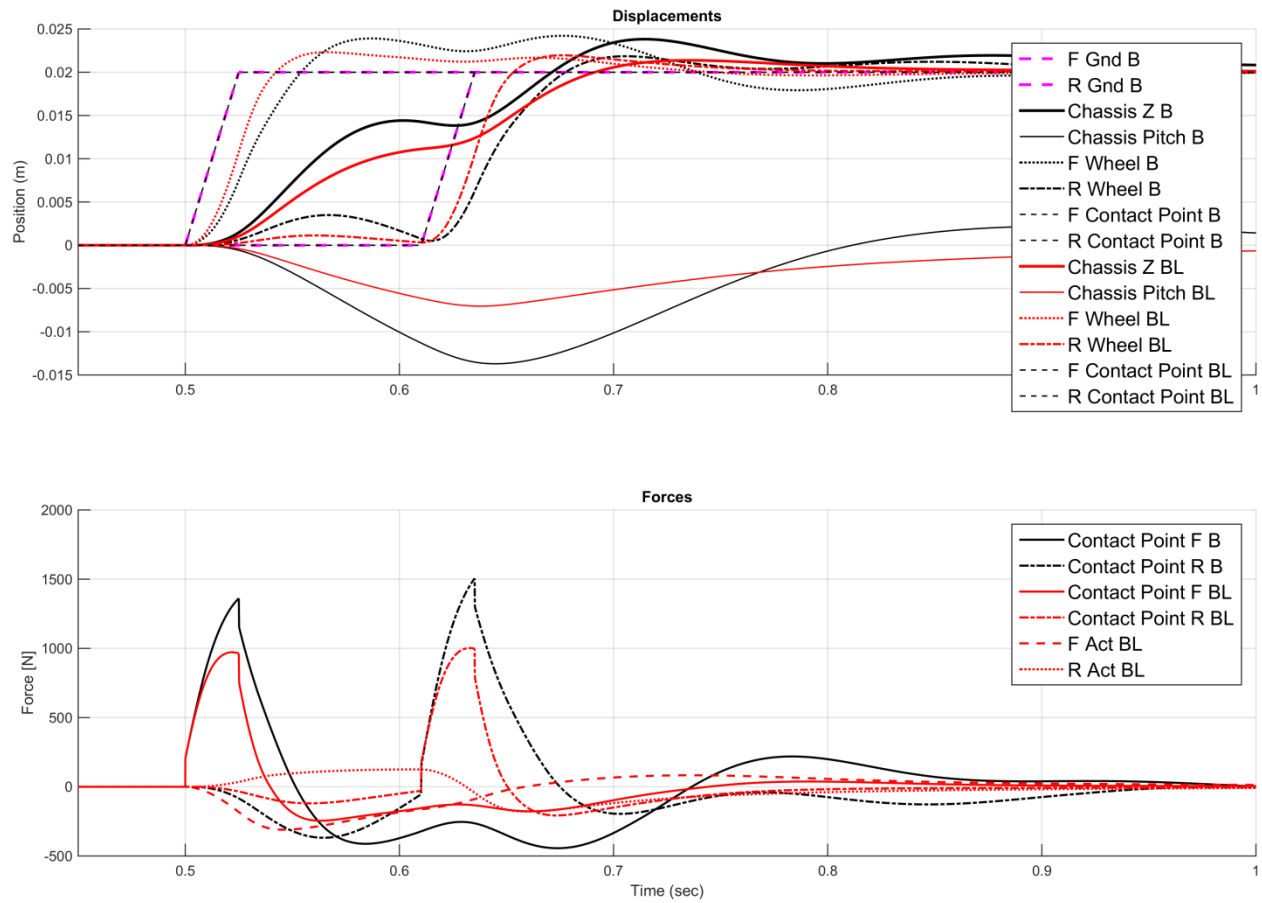 Displacements
0.025
0.02
0.015
0.01
0.005
0
-0.005
-0.01
-0.015
Position (m)
0.5
0.6
0.7
0.8
1
F Gnd B
R Gnd B
Chassis Z B
Chassis Pitch B
F Wheel B
R Wheel B
F Contact Point B
R Contact Point B
Chassis Z BL
Chassis Pitch BL
F Wheel BL
R Wheel BL
F Contact Point BL
R Contact Point BL
Forces
2000
1500
1000
500
0
-500
Force [N]
0.5
0.6
0.7
0.8
0.9
1
Time (sec)
Contact Point F B
Contact Point R B
Contact Point F BL
Contact Point R BL
F Act BL
R Act BL